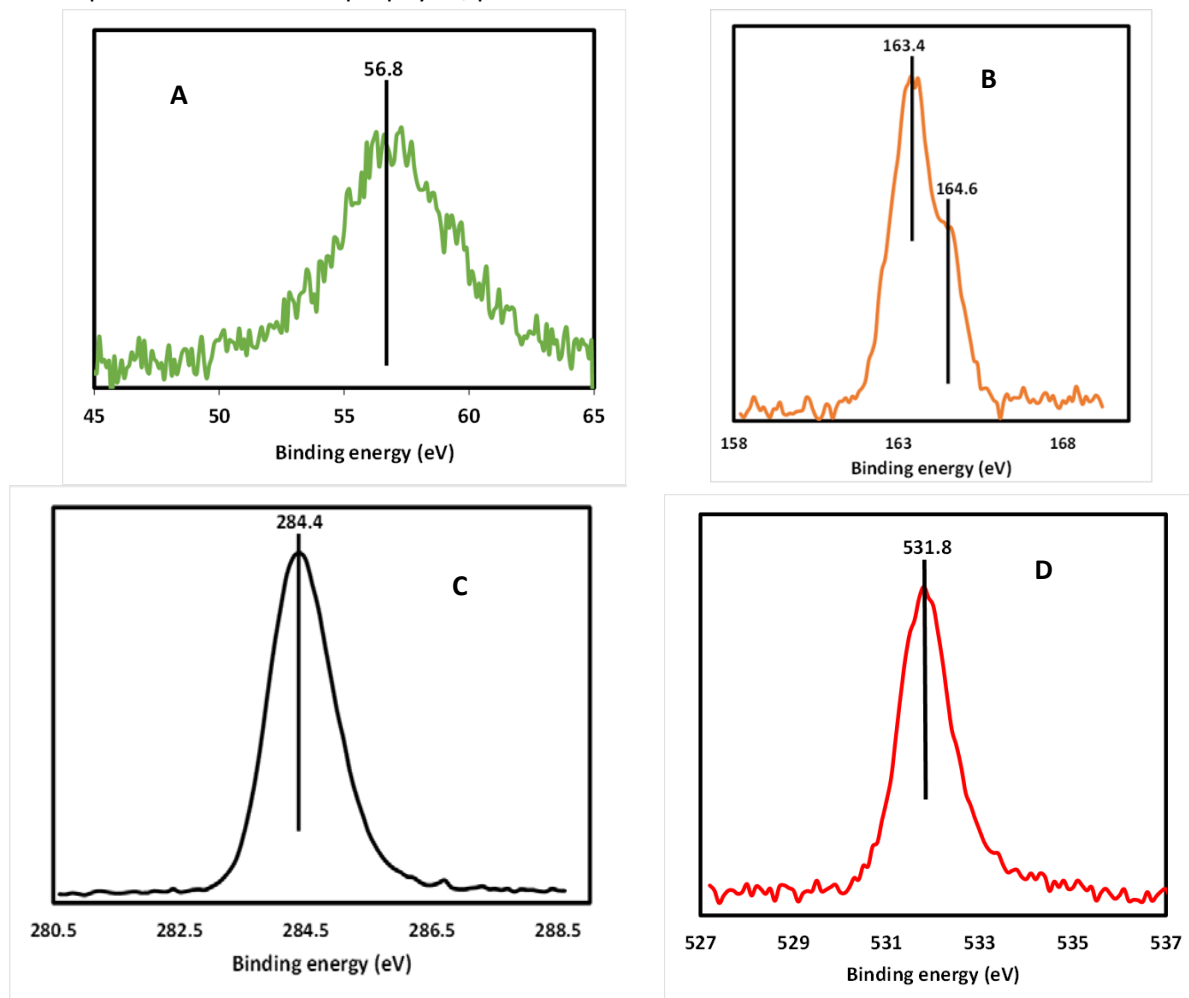 56.8
A
45 50 55 60 65
Binding energy (eV)
163.4
B
164.6
158 163 168
Binding energy (eV)
284.4
C
280.5 282.5 284.5 286.5 288.5
Binding energy (eV)
531.8
D
527 529 531 533 535 537
Binding energy (eV)